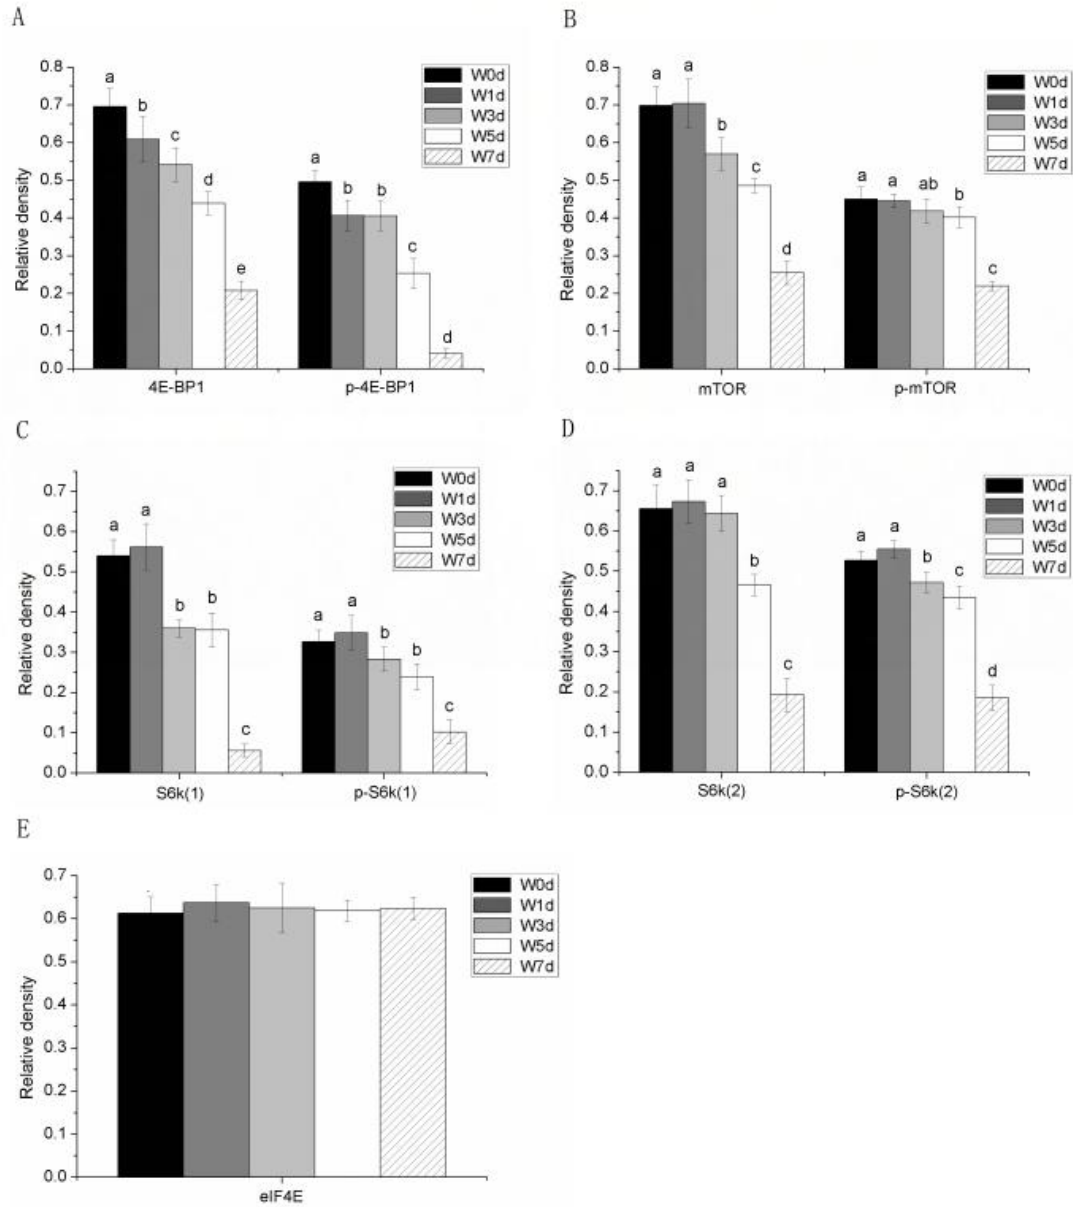 A
0.8
0.7
0.6
0.5
0.4
0.3
0.2
0.1
0.0
Relative density
a
b
c
d
e
a
b
b
c
d
W0d
W1d
W3d
W5d
W7d
4E-BP1
p-4E-BP1
B
0.8
0.7
0.6
0.5
0.4
0.3
0.2
0.1
0.0
Relative density
a
a
b
c
d
a
a
ab
b
c
W0d
W1d
W3d
W5d
W7d
mTOR
p-mTOR
C
0.7
0.6
0.5
0.4
0.3
0.2
0.1
0.0
Relative density
a
a
b
b
c
a
a
b
b
c
W0d
W1d
W3d
W5d
W7d
S6k(1)
p-S6k(1)
D
0.7
0.6
0.5
0.4
0.3
0.2
0.1
0.0
Relative density
a
a
a
b
c
a
a
b
c
d
W0d
W1d
W3d
W5d
W7d
S6k(2)
p-S6k(2)
E
0.7
0.6
0.5
0.4
0.3
0.2
0.1
0.0
Relative density
W0d
W1d
W3d
W5d
W7d
eIF4E